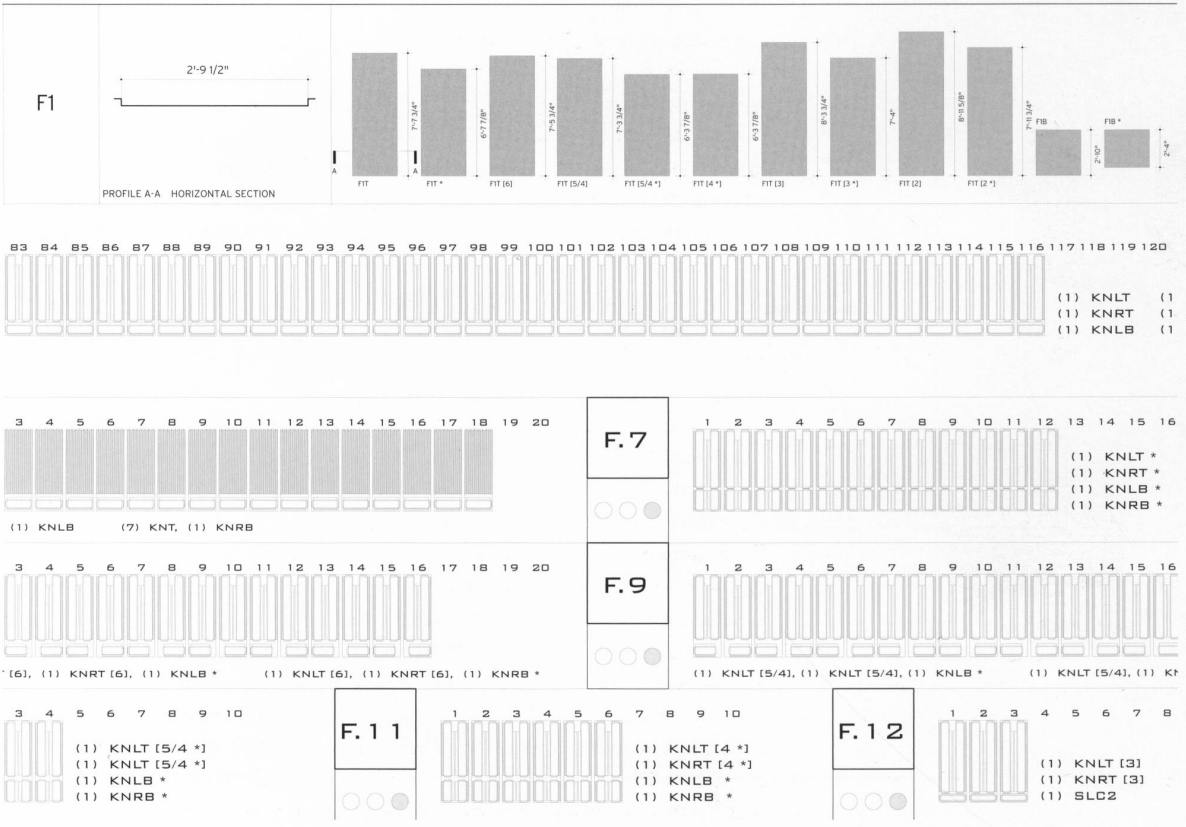 F1
2'-9 1/2"
PROFILE A-A HORIZONTAL SECTION
A
A
7'-7 3/4"
6'-7 7/8"
7'-5 3/4"
7'-3 3/4"
6'-3 7/8"
6'-3 7/8"
8'-3 3/4"
7'-4"
8'-11 5/8"
7'-11 3/4"
F1B
2'-10"
F1B *
2'-4"
F1T
F1T *
F1T [6]
F1T [5/4]
F1T [5/4 *]
F1T [4 *]
F1T [3]
F1T [3 *]
F1T [2]
F1T [2 *]
83 84 85 86 87 88 89 90 91 92 93 94 95 96 97 98 99 100 101 102 103 104 105 106 107 108 109 110 111 112 113 114 115 116 117 118 119 120
(1) KNLT (1
(1) KNRT (1
(1) KNLB (1
3 4 5 6 7 8 9 10 11 12 13 14 15 16 17 18 19 20
(1) KNLB (7) KNT, (1) KNRB
F.7
1 2 3 4 5 6 7 8 9 10 11 12 13 14 15 16
(1) KNLT *
(1) KNRT *
(1) KNLB *
(1) KNRB *
3 4 5 6 7 8 9 10 11 12 13 14 15 16 17 18 19 20
[6], (1) KNRT [6], (1) KNLB * (1) KNLT [6], (1) KNRT [6], (1) KNRB *
F.9
1 2 3 4 5 6 7 8 9 10 11 12 13 14 15 16
(1) KNLT [5/4], (1) KNLT [5/4], (1) KNLB * (1) KNLT [5/4], (1) KN
3 4 5 6 7 8 9 10
(1) KNLT [5/4 *]
(1) KNLT [5/4 *]
(1) KNLB *
(1) KNRB *
F.11
1 2 3 4 5 6 7 8 9 10
(1) KNLT [4 *]
(1) KNRT [4 *]
(1) KNLB *
(1) KNRB *
F.12
1 2 3 4 5 6 7 8
(1) KNLT [3]
(1) KNRT [3]
(1) SLC2